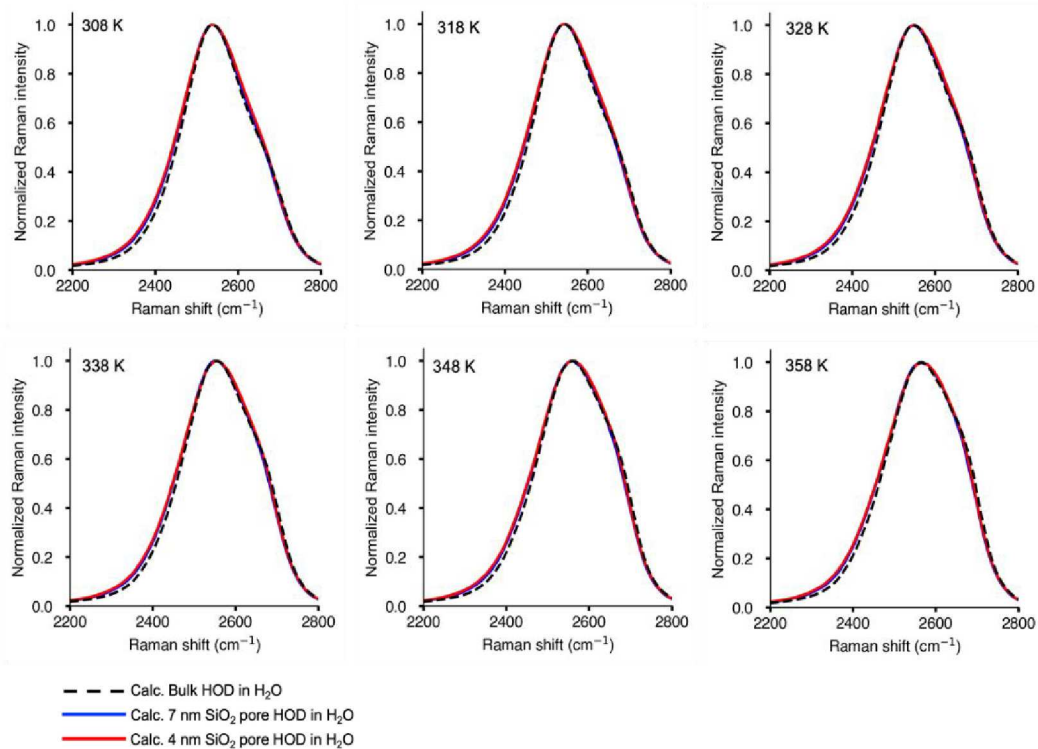 308 K
Normalized Raman intensity
1.0
0.8
0.6
0.4
0.2
0.0
2200 2400 2600 2800
Raman shift (cm⁻¹)
318 K
Normalized Raman intensity
1.0
0.8
0.6
0.4
0.2
0.0
2200 2400 2600 2800
Raman shift (cm⁻¹)
328 K
Normalized Raman intensity
1.0
0.8
0.6
0.4
0.2
0.0
2200 2400 2600 2800
Raman shift (cm⁻¹)
338 K
Normalized Raman intensity
1.0
0.8
0.6
0.4
0.2
0.0
2200 2400 2600 2800
Raman shift (cm⁻¹)
348 K
Normalized Raman intensity
1.0
0.8
0.6
0.4
0.2
0.0
2200 2400 2600 2800
Raman shift (cm⁻¹)
358 K
Normalized Raman intensity
1.0
0.8
0.6
0.4
0.2
0.0
2200 2400 2600 2800
Raman shift (cm⁻¹)
Calc. Bulk HOD in H₂O
Calc. 7 nm SiO₂ pore HOD in H₂O
Calc. 4 nm SiO₂ pore HOD in H₂O